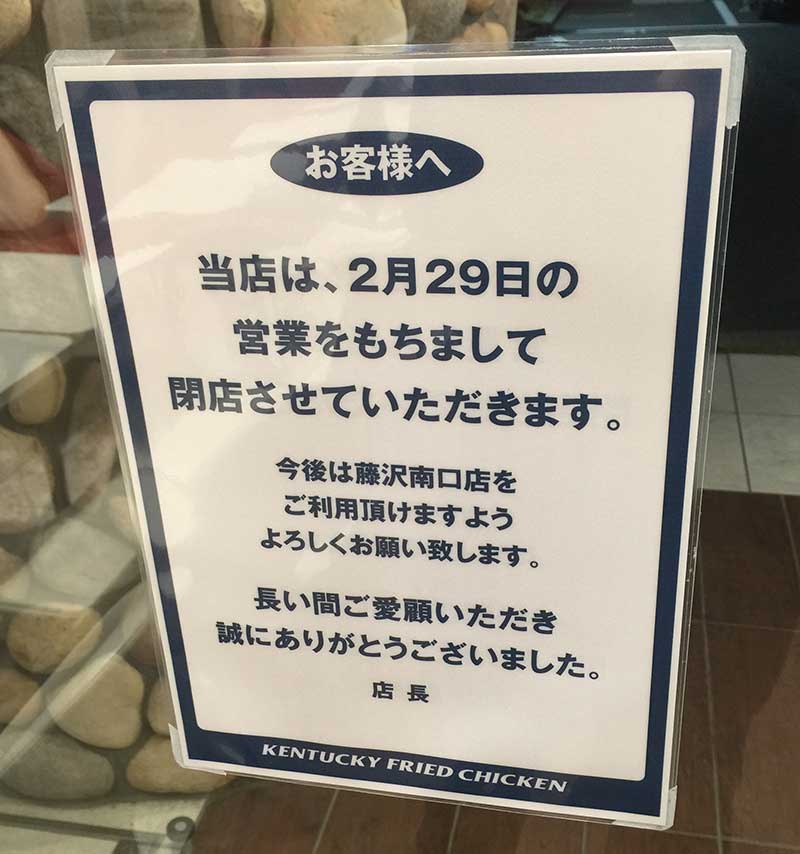 お客様へ
当店は、2月29日の
営業をもちまして
閉店させていただきます。
今後は藤沢南口店を
ご利用頂けますよう
よろしくお願い致します。
長い間ご愛顧いただき
誠にありがとうございました。
店長
KENTUCKY FRIED CHICKEN